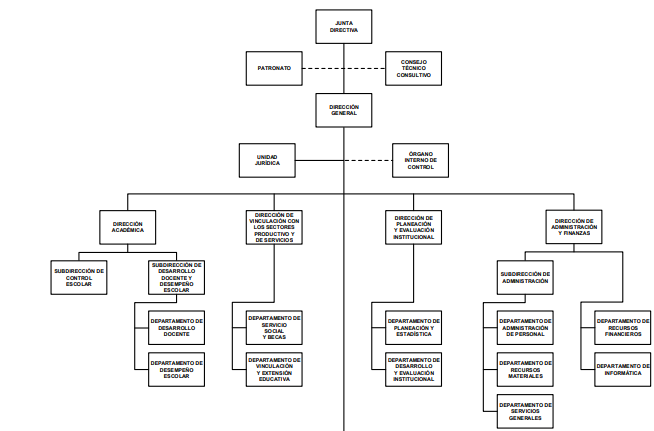 JUNTA
DIRECTIVA
PATRONATO
CONSEJO
TÉCNICO
CONSULTIVO
DIRECCIÓN
GENERAL
UNIDAD
JURÍDICA
ÓRGANO
INTERNO DE
CONTROL
DIRECCIÓN
ACADÉMICA
DIRECCIÓN DE
VINCULACIÓN CON
LOS SECTORES
PRODUCTIVO Y
DE SERVICIOS
DIRECCIÓN DE
PLANEACIÓN
Y EVALUACIÓN
INSTITUCIONAL
DIRECCIÓN DE
ADMINISTRACIÓN
Y FINANZAS
SUBDIRECCIÓN DE
CONTROL
ESCOLAR
SUBDIRECCIÓN DE
DESARROLLO
DOCENTE Y
DESEMPEÑO
ESCOLAR
SUBDIRECCIÓN DE
ADMINISTRACIÓN
DEPARTAMENTO DE
DESARROLLO
DOCENTE
DEPARTAMENTO DE
SERVICIO
SOCIAL
Y BECAS
DEPARTAMENTO DE
PLANEACIÓN Y
ESTADÍSTICA
DEPARTAMENTO DE
ADMINISTRACIÓN
DE PERSONAL
DEPARTAMENTO DE
RECURSOS
FINANCIEROS
DEPARTAMENTO DE
DESEMPEÑO
ESCOLAR
DEPARTAMENTO DE
VINCULACIÓN
Y EXTENSIÓN
EDUCATIVA
DEPARTAMENTO DE
DESARROLLO
Y EVALUACIÓN
INSTITUCIONAL
DEPARTAMENTO DE
RECURSOS
MATERIALES
DEPARTAMENTO DE
INFORMÁTICA
DEPARTAMENTO DE
SERVICIOS
GENERALES